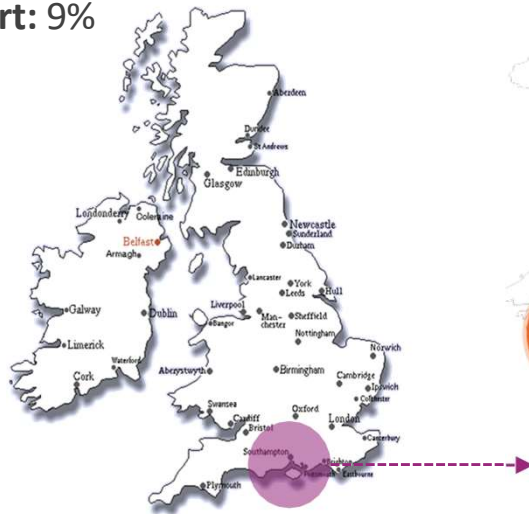 rt: 9%
Aberdeen
Dundee
St Andrews
Edinburgh
Glasgow
Londonderry
Coleraine
Newcastle
Sunderland
Belfast
Durham
Armagh
Lancaster
York
Leeds
Hull
Galway
Dublin
Liverpool
Man-
chester
Sheffield
Bangor
Nottingham
Limerick
Norwich
Waterford
Cork
Aberystwyth
Birmingham
Cambridge
Ipswich
Colchester
Swansea
Oxford
Cardiff
London
Bristol
Canterbury
Southampton
Brighton
Portsmouth
Eastbourne
Plymouth